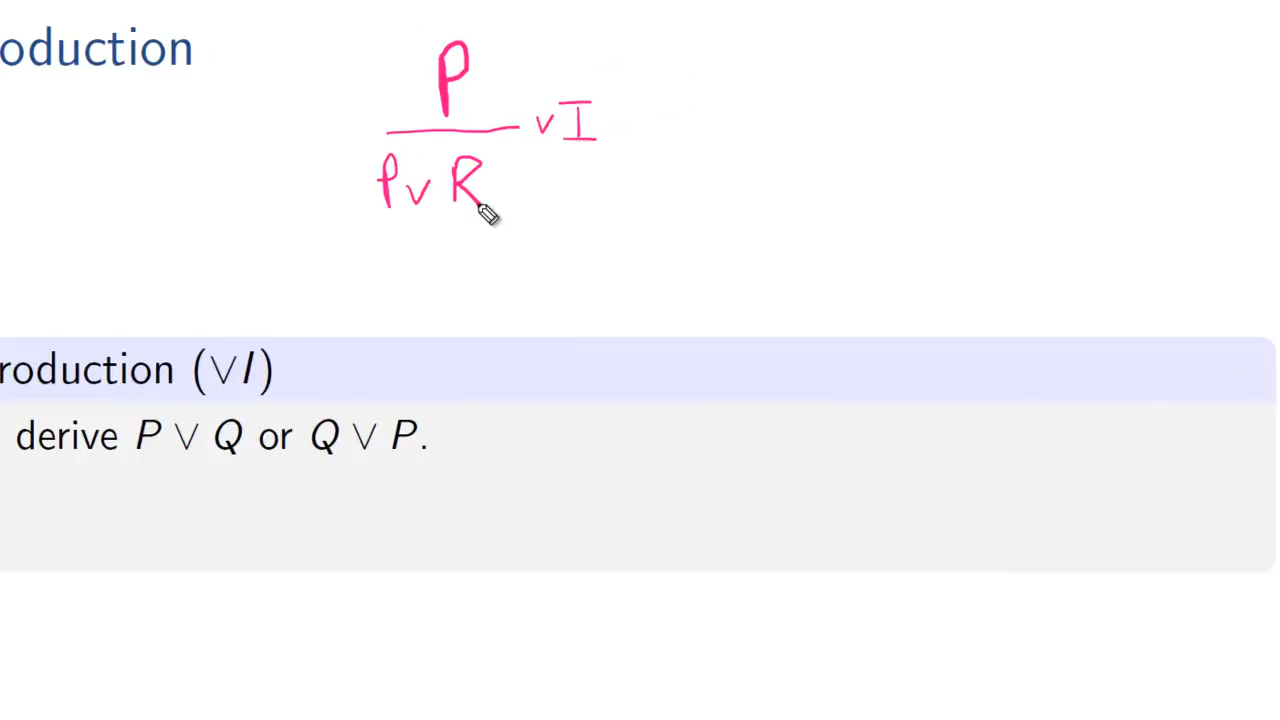 oduction
P
v I
P v R
roduction (∨I)
derive P ∨ Q or Q ∨ P.